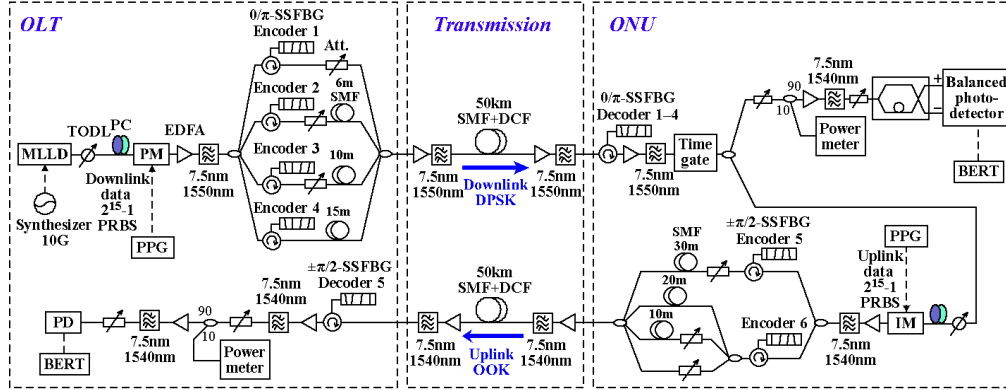 OLT
0/π-SSFBG
Encoder 1
Att.
Encoder 2
6m
SMF
Encoder 3
10m
Encoder 4
15m
TODL
PC
EDFA
MLLD
PM
7.5nm
1550nm
Synthesizer
10G
Downlink
data
2^15-1
PRBS
PPG
Transmission
50km
SMF+DCF
7.5nm
1550nm
Downlink
DPSK
7.5nm
1550nm
ONU
0/π-SSFBG
Decoder 1–4
7.5nm
1550nm
Time
gate
90
10
7.5nm
1540nm
Power
meter
+
−
Balanced
photo-
detector
BERT
±π/2-SSFBG
Decoder 5
7.5nm
1540nm
90
10
PD
BERT
7.5nm
1540nm
Power
meter
50km
SMF+DCF
7.5nm
1540nm
Uplink
OOK
7.5nm
1540nm
SMF
30m
20m
10m
±π/2-SSFBG
Encoder 5
Encoder 6
7.5nm
1540nm
PPG
Uplink
data
2^15-1
PRBS
IM